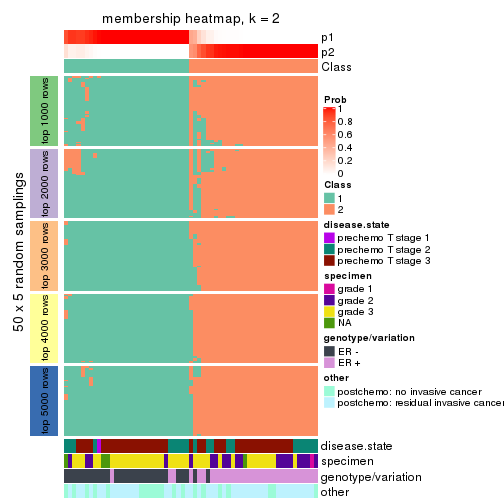 membership heatmap, k = 2
p1
p2
Class
50 x 5 random samplings
top 1000 rows
top 2000 rows
top 3000 rows
top 4000 rows
top 5000 rows
Prob
1
0.8
0.6
0.4
0.2
0
Class
1
2
disease.state
prechemo T stage 1
prechemo T stage 2
prechemo T stage 3
specimen
grade 1
grade 2
grade 3
NA
genotype/variation
ER -
ER +
other
postchemo: no invasive cancer
postchemo: residual invasive cancer
disease.state
specimen
genotype/variation
other